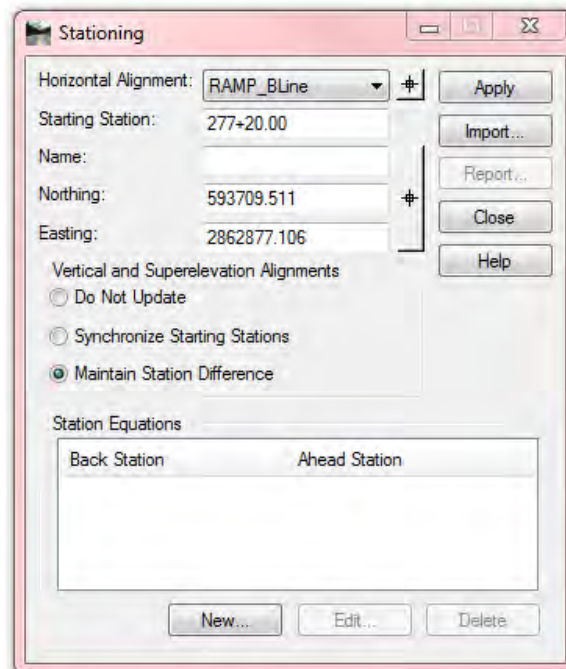 Stationing
Horizontal Alignment: RAMP_BLine Apply
Starting Station: 277+20.00 Import...
Name: Report...
Northing: 593709.511 Close
Easting: 2862877.106 Help
Vertical and Superelevation Alignments
Do Not Update
Synchronize Starting Stations
Maintain Station Difference
Station Equations
Back Station Ahead Station
New... Edit... Delete